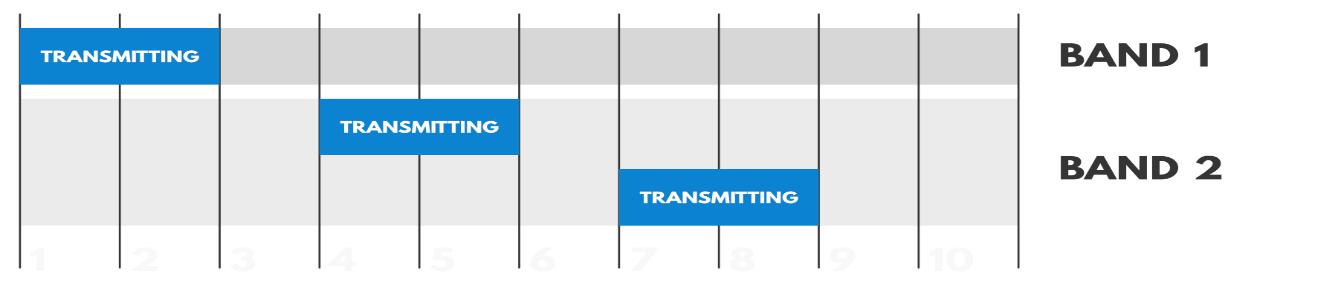 TRANSMITTING
BAND 1
TRANSMITTING
TRANSMITTING
BAND 2
1 2 3 4 5 6 7 8 9 10